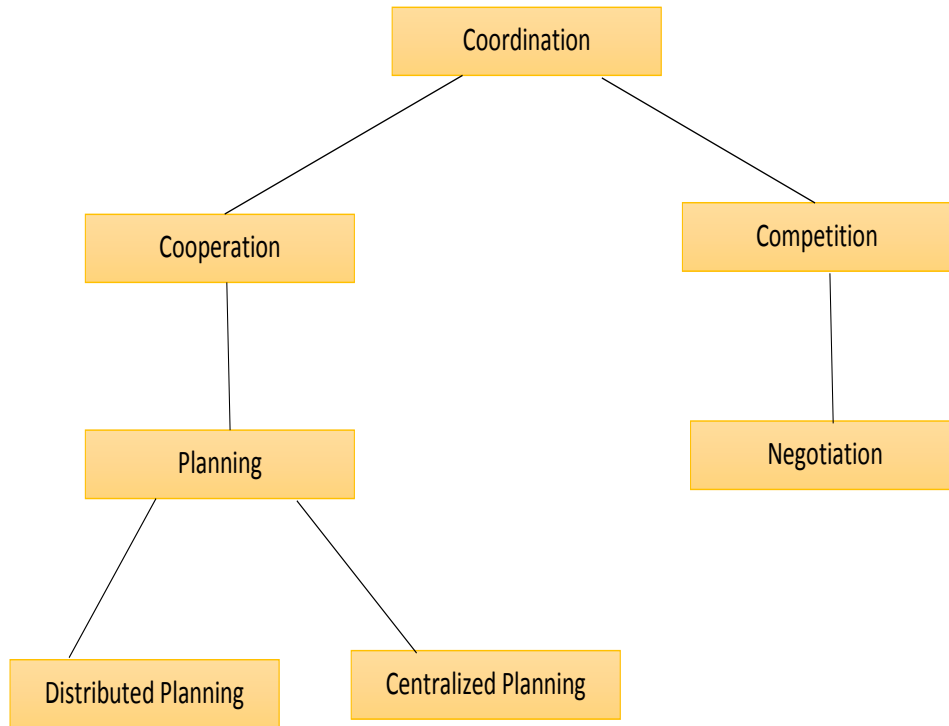 Coordination
Cooperation
Competition
Planning
Negotiation
Distributed Planning
Centralized Planning